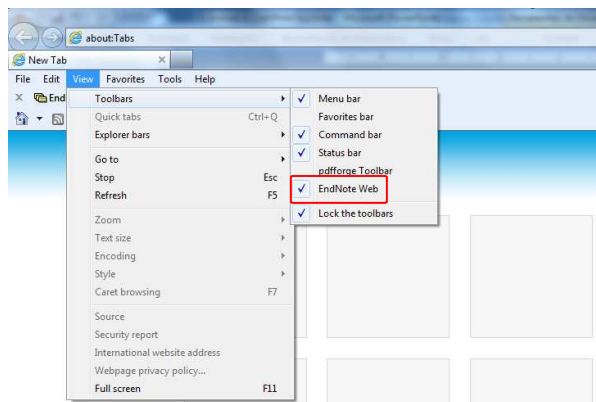 about:Tabs
New Tab
File Edit View Favorites Tools Help
End
Toolbars
Quick tabs Ctrl+Q
Explorer bars
Go to
Stop Esc
Refresh F5
Zoom
Text size
Encoding
Style
Caret browsing F7
Source
Security report
International website address
Webpage privacy policy...
Full screen F11
Menu bar
Favorites bar
Command bar
Status bar
pdfforge Toolbar
EndNote Web
Lock the toolbars